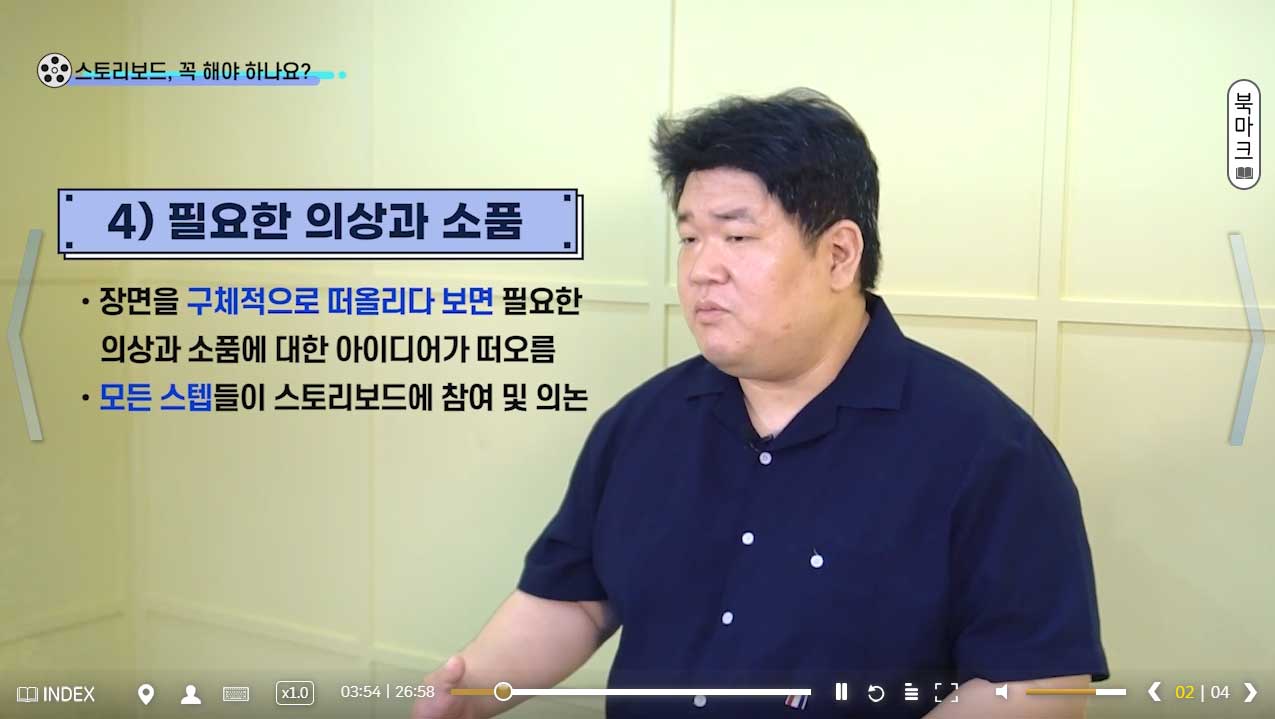 스토리보드, 꼭 해야 하나요?
북마크
4) 필요한 의상과 소품
• 장면을 구체적으로 떠올리다 보면 필요한
의상과 소품에 대한 아이디어가 떠오름
• 모든 스텝들이 스토리보드에 참여 및 의논
INDEX x1.0 03:54 | 26:58 02 | 04